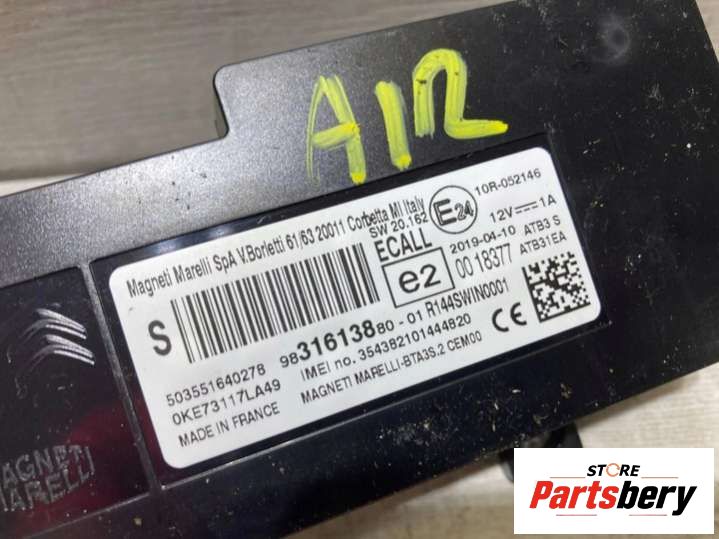 AIR
Magneti Marelli SpA V.Borletti 61/63 20011 Corbetta MI Italy
SW 20.162
E24
10R-052146
ECALL
12V⎓1A
2019-04-10
ATB3 S
S
e2
00 18377
ATB31EA
9831613880-01 R144SWIN0001
IMEI no. 354382101444820
CE
503551640278
0KE73117LA49
MAGNETI MARELLI-BTA3S.2 CEM00
MADE IN FRANCE
MAGNETI
MARELLI
STORE
Partsbery